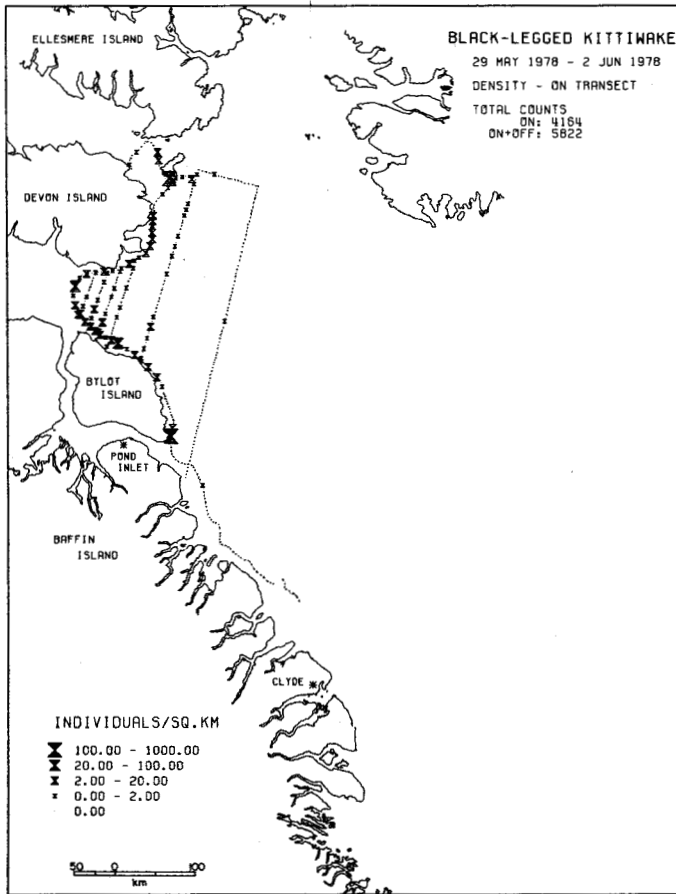 ELLESMERE ISLAND
BLACK-LEGGED KITTIWAKE
29 MAY 1978 - 2 JUN 1978
DENSITY - ON TRANSECT
TOTAL COUNTS
ON: 4164
ON+OFF: 5822
DEVON ISLAND
BYLOT
ISLAND
POND
INLET
BAFFIN
ISLAND
CLYDE
INDIVIDUALS/SQ.KM
100.00 - 1000.00
20.00 - 100.00
2.00 - 20.00
0.00 - 2.00
0.00
50 0 100
km